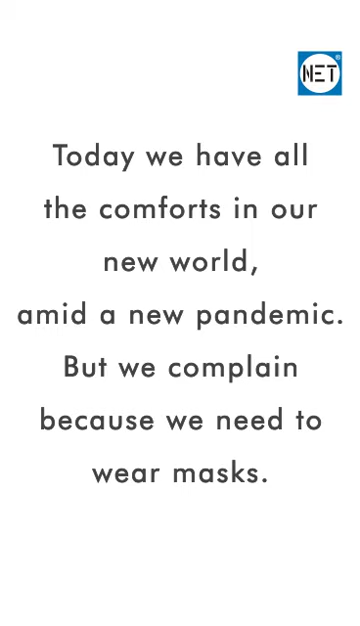 NET
Today we have all
the comforts in our
new world,
amid a new pandemic.
But we complain
because we need to
wear masks.